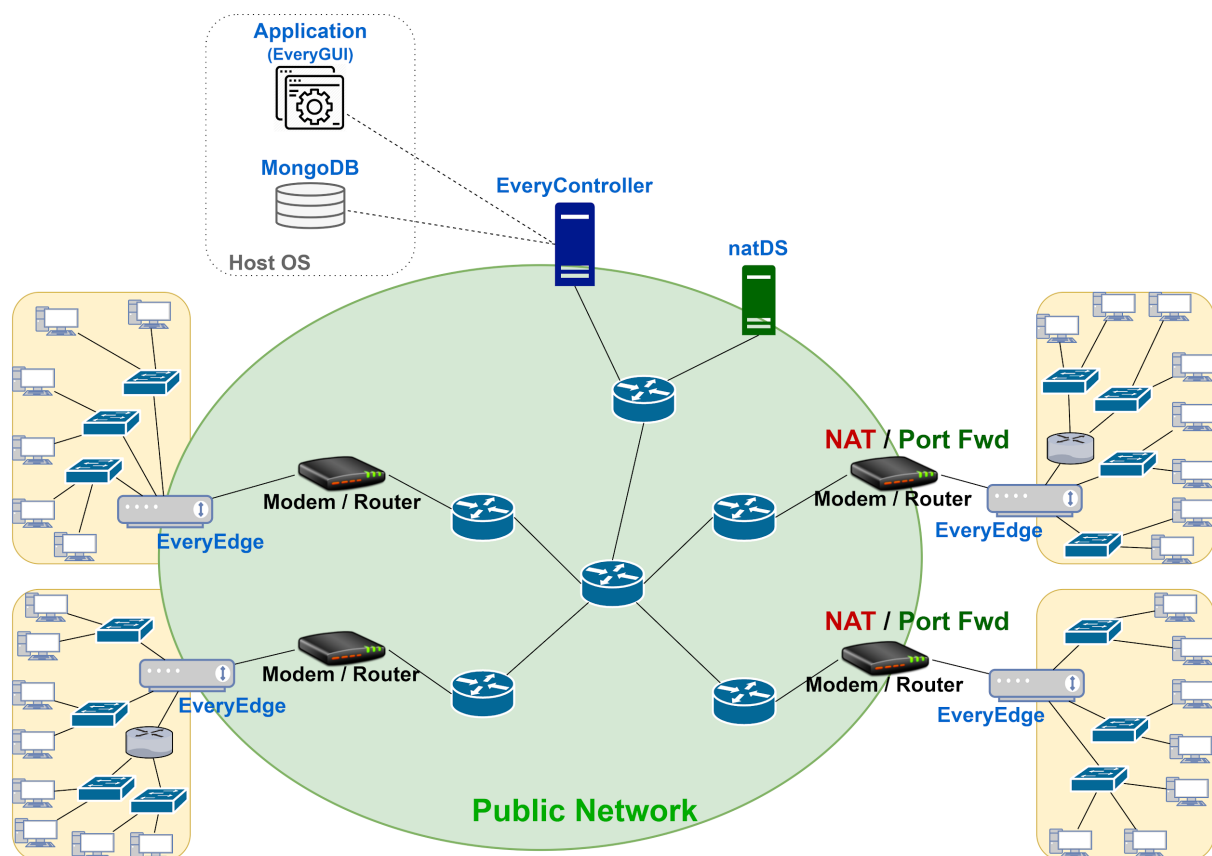 Application
(EveryGUI)
MongoDB
Host OS
EveryController
natDS
NAT / Port Fwd
Modem / Router
Modem / Router
EveryEdge
EveryEdge
NAT / Port Fwd
Modem / Router
Modem / Router
EveryEdge
EveryEdge
Public Network